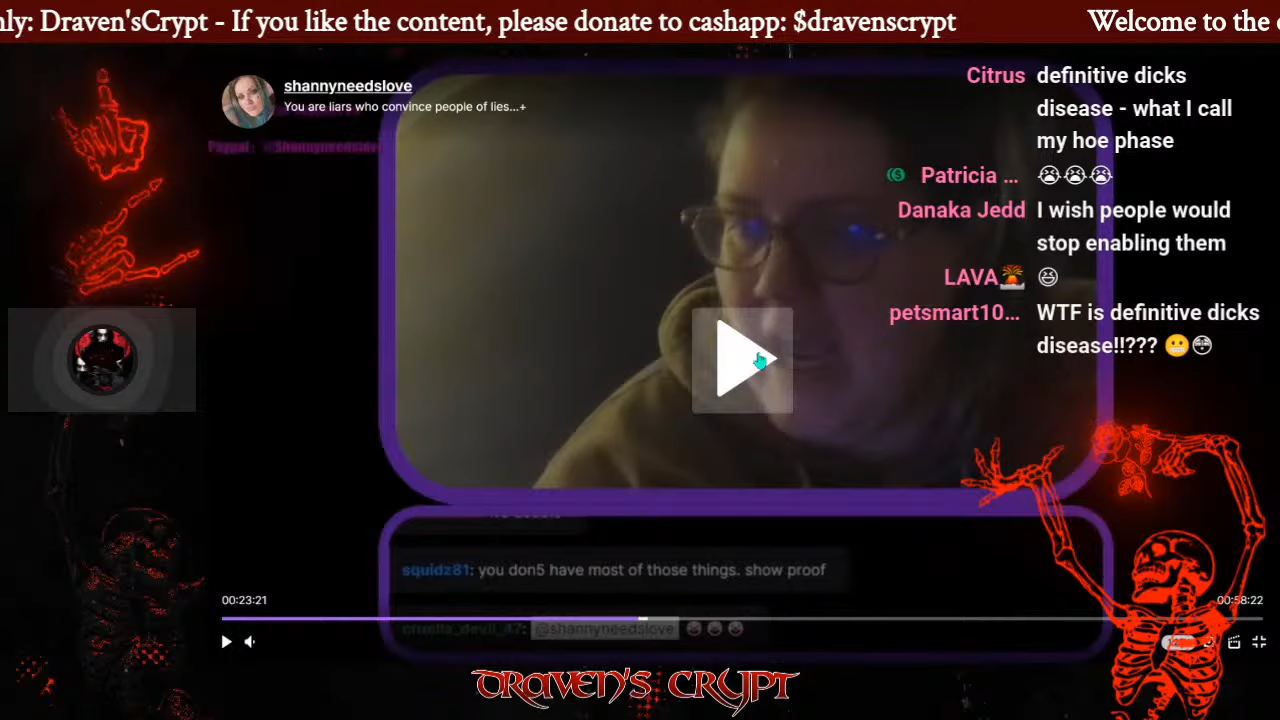 nly: Draven'sCrypt - If you like the content, please donate to cashapp: $dravenscrypt
Welcome to the
shannyneedslove
You are liars who convince people of lies...+
Paypal: @Shannyneedslove
Citrus definitive dicks
disease - what I call
my hoe phase
Patricia ... 😭😭😭
Danaka Jedd I wish people would
stop enabling them
LAVA🌋 😆
petsmart10... WTF is definitive dicks
disease!!??? 😬😳
squidz81: you don5 have most of those things. show proof
00:23:21
00:58:22
@shannyneedslove
DRAVEN'S CRYPT